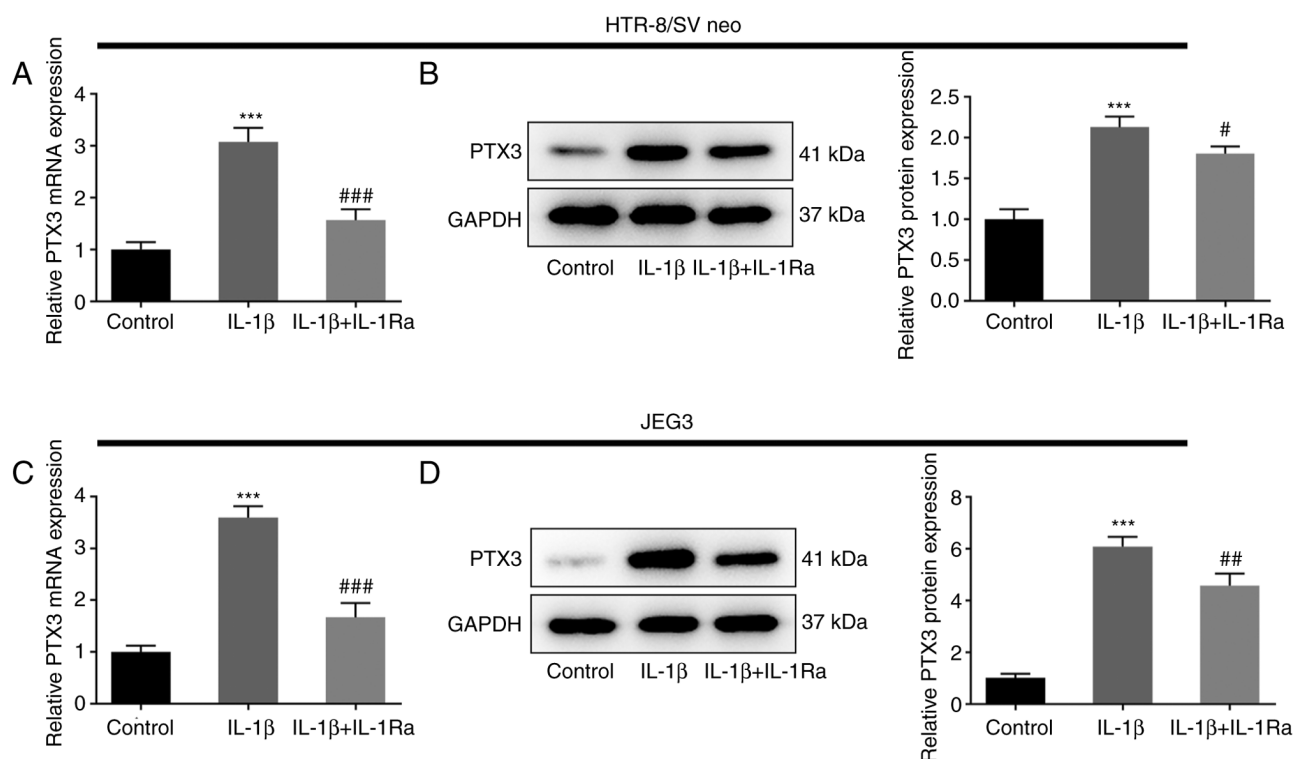 HTR-8/SV neo
A
Relative PTX3 mRNA expression
4
3
2
1
0
***
###
Control
IL-1β
IL-1β+IL-1Ra
B
PTX3
41 kDa
GAPDH
37 kDa
Control IL-1β IL-1β+IL-1Ra
Relative PTX3 protein expression
2.5
2.0
1.5
1.0
0.5
0.0
***
#
Control
IL-1β
IL-1β+IL-1Ra
JEG3
C
Relative PTX3 mRNA expression
4
3
2
1
0
***
###
Control
IL-1β
IL-1β+IL-1Ra
D
PTX3
41 kDa
GAPDH
37 kDa
Control IL-1β IL-1β+IL-1Ra
Relative PTX3 protein expression
8
6
4
2
0
***
##
Control
IL-1β
IL-1β+IL-1Ra